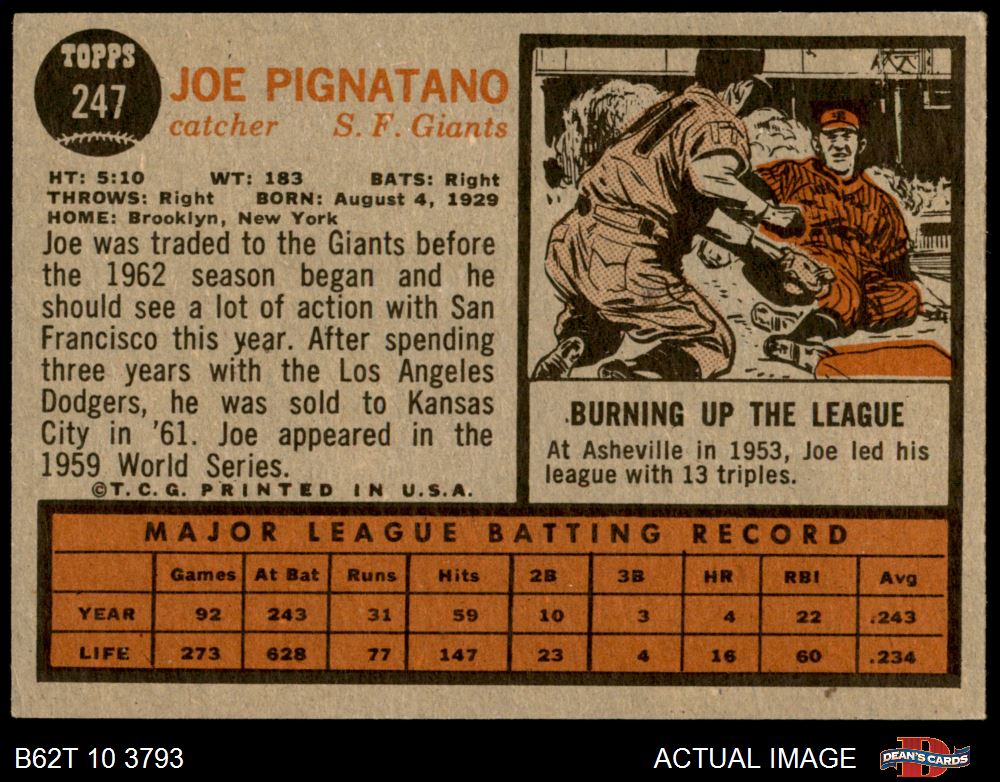 TOPPS
247
JOE PIGNATANO
catcher S. F. Giants
HT: 5:10 WT: 183 BATS: Right
THROWS: Right BORN: August 4, 1929
HOME: Brooklyn, New York
Joe was traded to the Giants before
the 1962 season began and he
should see a lot of action with San
Francisco this year. After spending
three years with the Los Angeles
Dodgers, he was sold to Kansas
City in '61. Joe appeared in the
1959 World Series.
©T.C.G. PRINTED IN U.S.A.
BURNING UP THE LEAGUE
At Asheville in 1953, Joe led his
league with 13 triples.
MAJOR LEAGUE BATTING RECORD
Games At Bat Runs Hits 2B 3B HR RBI Avg
YEAR 92 243 31 59 10 3 4 22 .243
LIFE 273 628 77 147 23 4 16 60 .234
B62T 10 3793
ACTUAL IMAGE
DEAN'S CARDS